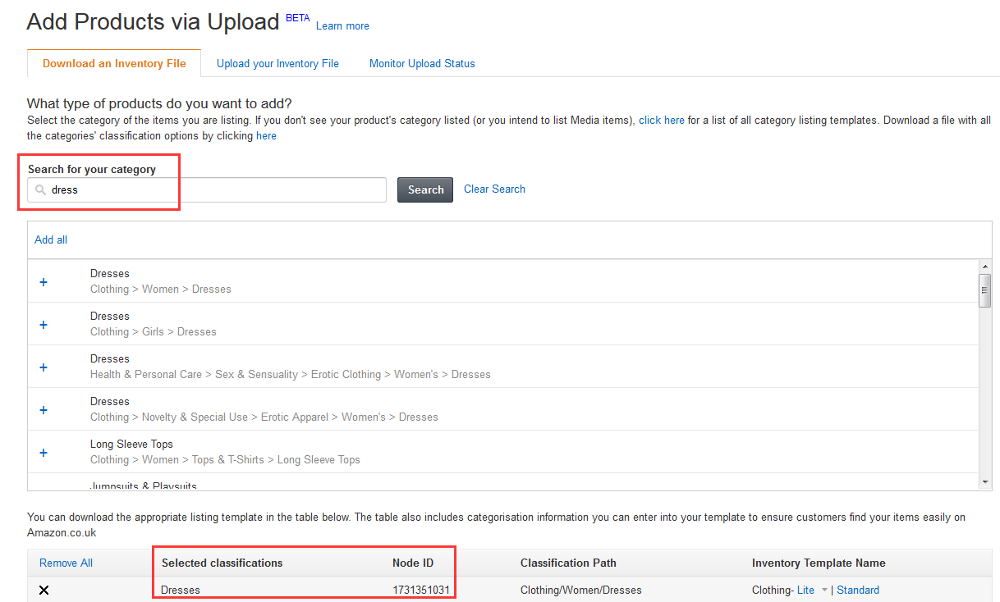 Add Products via Upload BETA Learn more
Download an Inventory File Upload your Inventory File Monitor Upload Status
What type of products do you want to add?
Select the category of the items you are listing. If you don't see your product's category listed (or you intend to list Media items), click here for a list of all category listing templates. Download a file with all
the categories' classification options by clicking here
Search for your category
dress Search Clear Search
Add all
+ Dresses
Clothing > Women > Dresses
+ Dresses
Clothing > Girls > Dresses
+ Dresses
Health & Personal Care > Sex & Sensuality > Erotic Clothing > Women's > Dresses
+ Dresses
Clothing > Novelty & Special Use > Erotic Apparel > Women's > Dresses
+ Long Sleeve Tops
Clothing > Women > Tops & T-Shirts > Long Sleeve Tops
Jumpsuits & Playsuits
You can download the appropriate listing template in the table below. The table also includes categorisation information you can enter into your template to ensure customers find your items easily on
Amazon.co.uk
Remove All Selected classifications Node ID Classification Path Inventory Template Name
Dresses 1731351031 Clothing/Women/Dresses Clothing- Lite | Standard